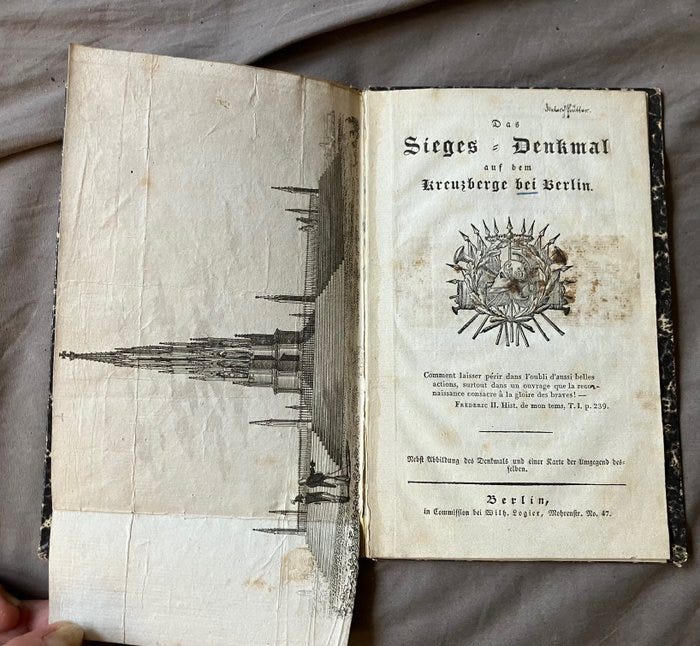 Das
Sieges-Denkmal
auf dem
Kreuzberge bei Berlin.
Comment laisser périr dans l'oubli d'aussi belles
actions, surtout dans un ouvrage que la recon-
naissance consacre à la gloire des braves! —
FREDERIC II. Hist. de mon tems, T. I. p. 239.
Nebst Abbildung des Denkmals und einer Karte der Umgegend des-
selben.
Berlin,
in Commission bei Wilh. Logier, Mohrenstr. No. 47.